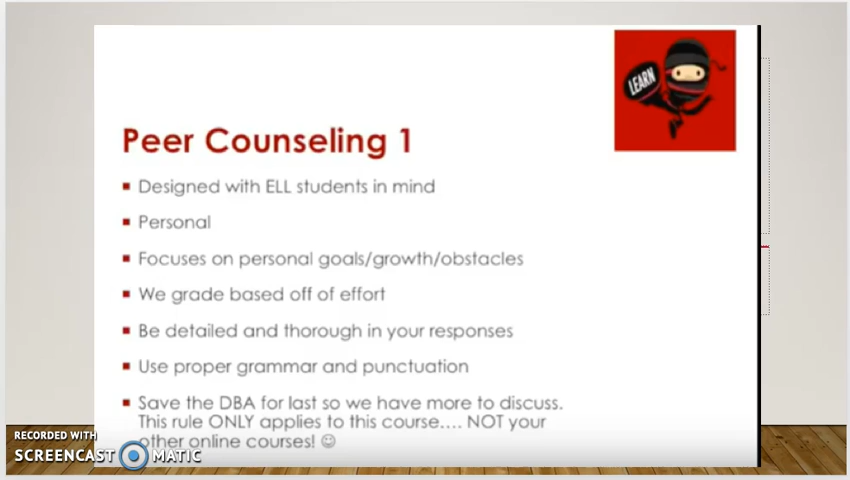 LEARN
Peer Counseling 1
Designed with ELL students in mind
Personal
Focuses on personal goals/growth/obstacles
We grade based off of effort
Be detailed and thorough in your responses
Use proper grammar and punctuation
Save the DBA for last so we have more to discuss.
This rule ONLY applies to this course.... NOT your
other online courses! ☺
RECORDED WITH
SCREENCAST MATIC